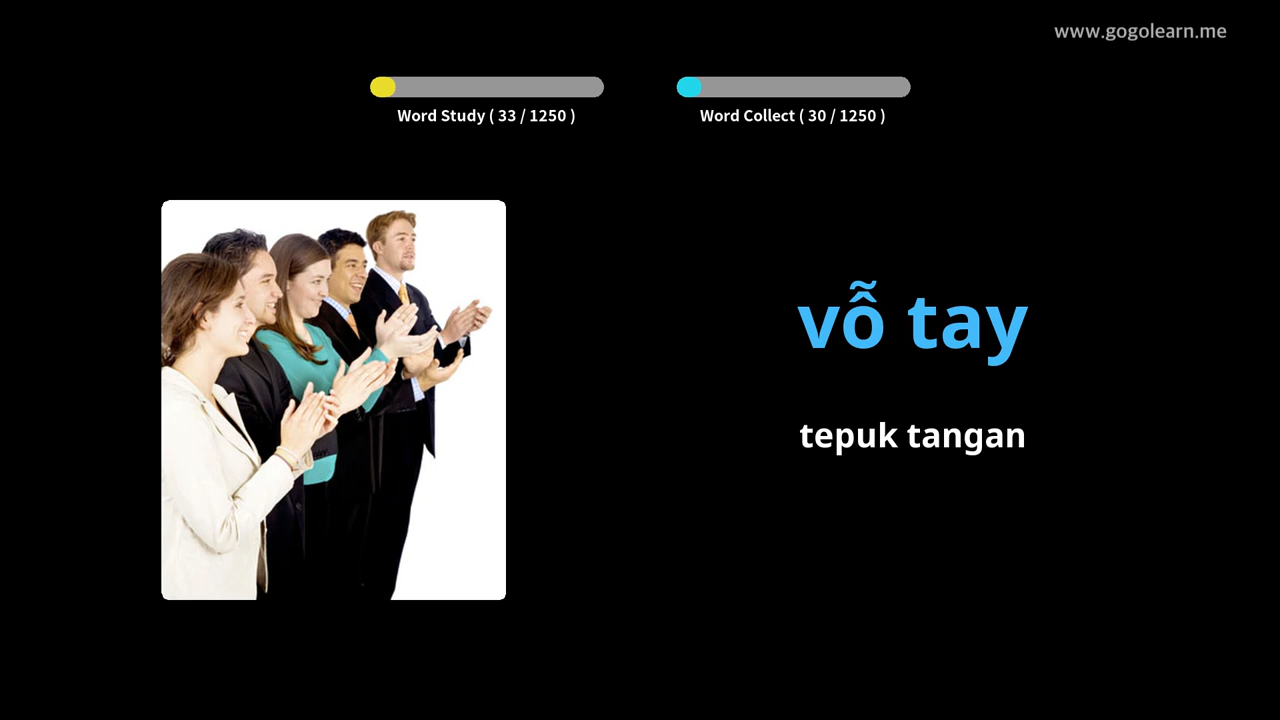 www.gogolearn.me
Word Study ( 33 / 1250 )
Word Collect ( 30 / 1250 )
vỗ tay
tepuk tangan